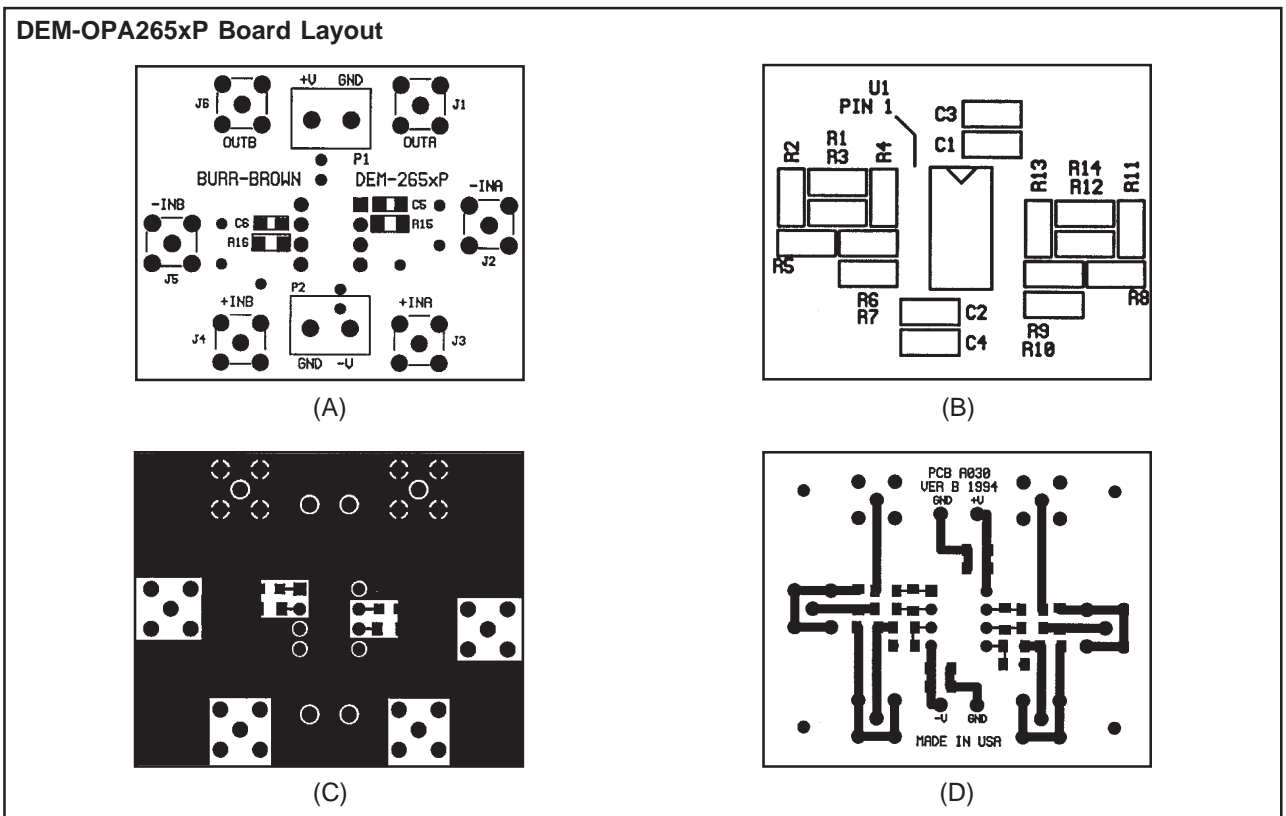 DEM-OPA265xP Board Layout
+V GND
J6
J1
OUTB
OUTA
P1
BURR-BROWN DEM-265xP
-INA
-INB
C5
C6
R15
R16
J5
J2
P2
+INB
+INA
J4
J3
GND -V
(A)
U1
PIN 1
C3
C1
R2
R1
R3
R4
R13
R14
R12
R11
R5
R6
R7
R8
C2
C4
R9
R10
(B)
(C)
PCB A030
VER B 1994
GND +V
-V GND
MADE IN USA
(D)